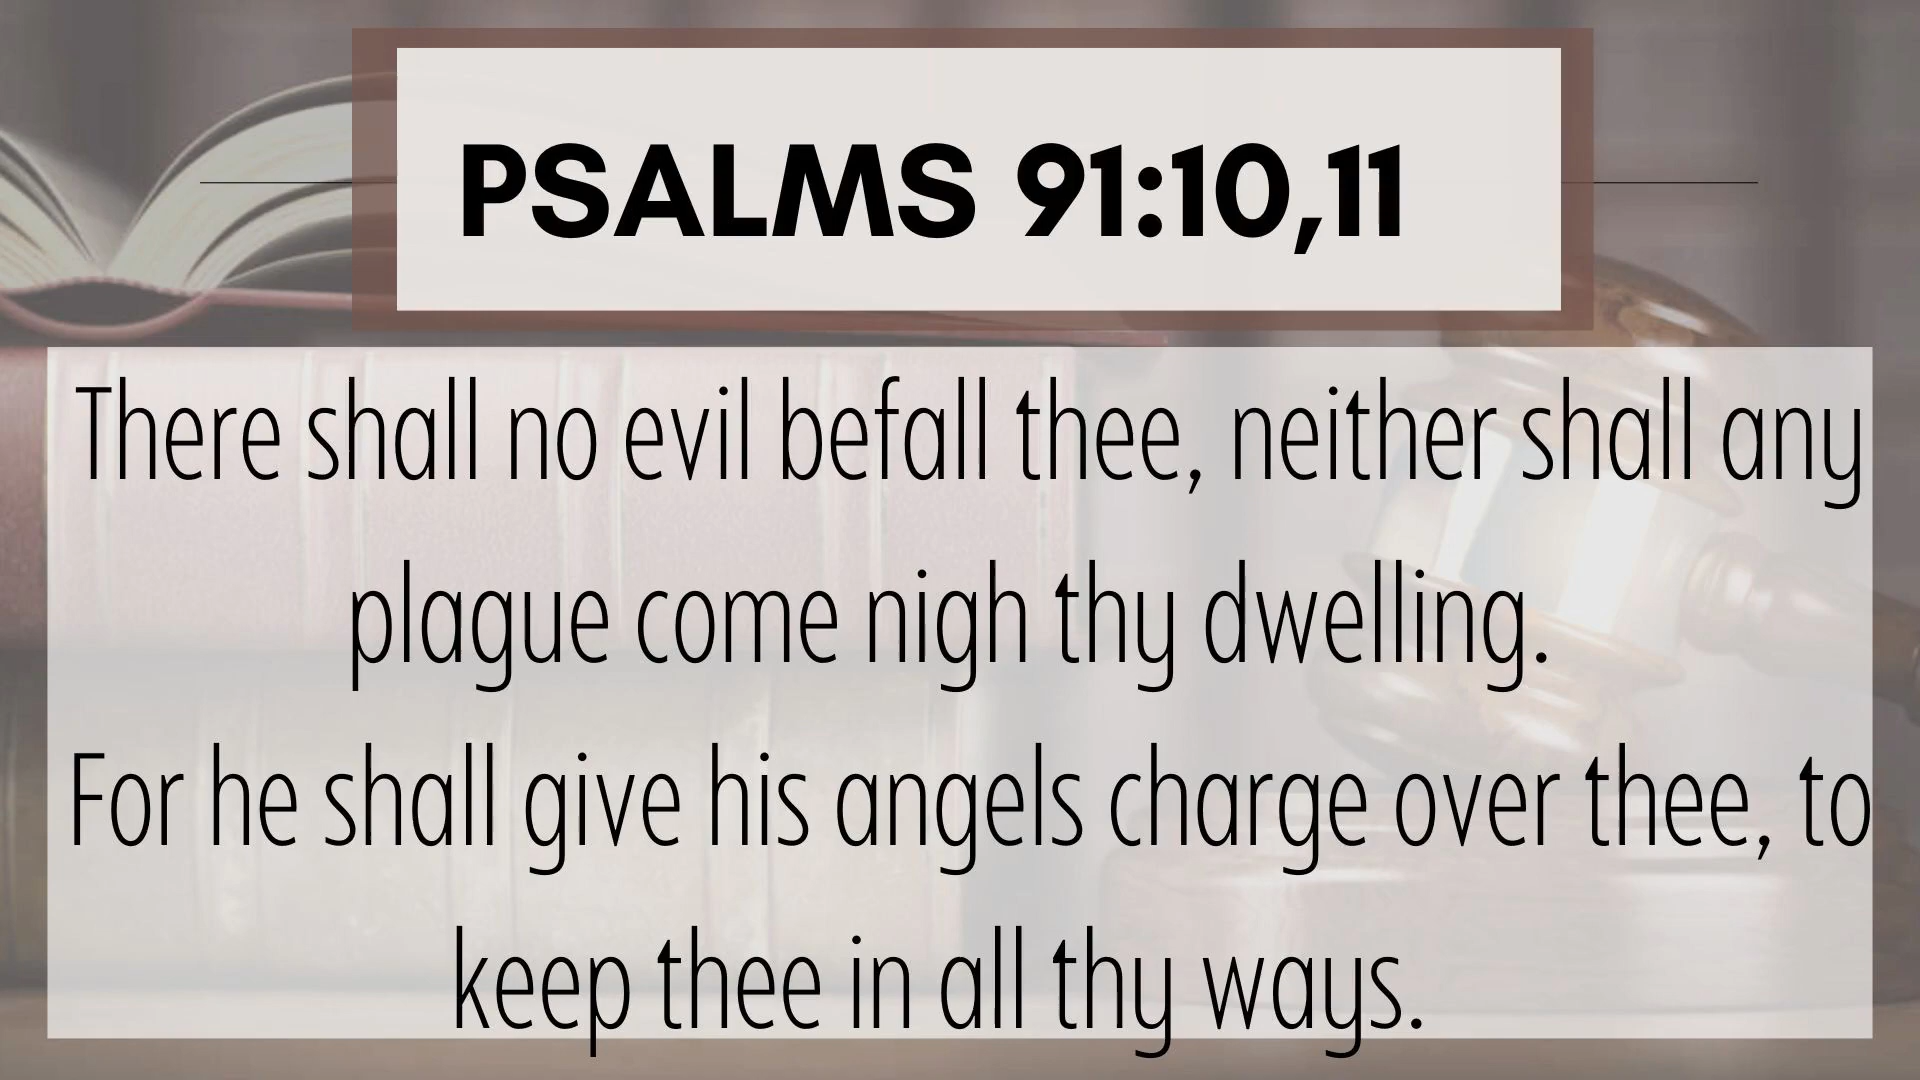 PSALMS 91:10,11
There shall no evil befall thee, neither shall any
plague come nigh thy dwelling.
For he shall give his angels charge over thee, to
keep thee in all thy ways.